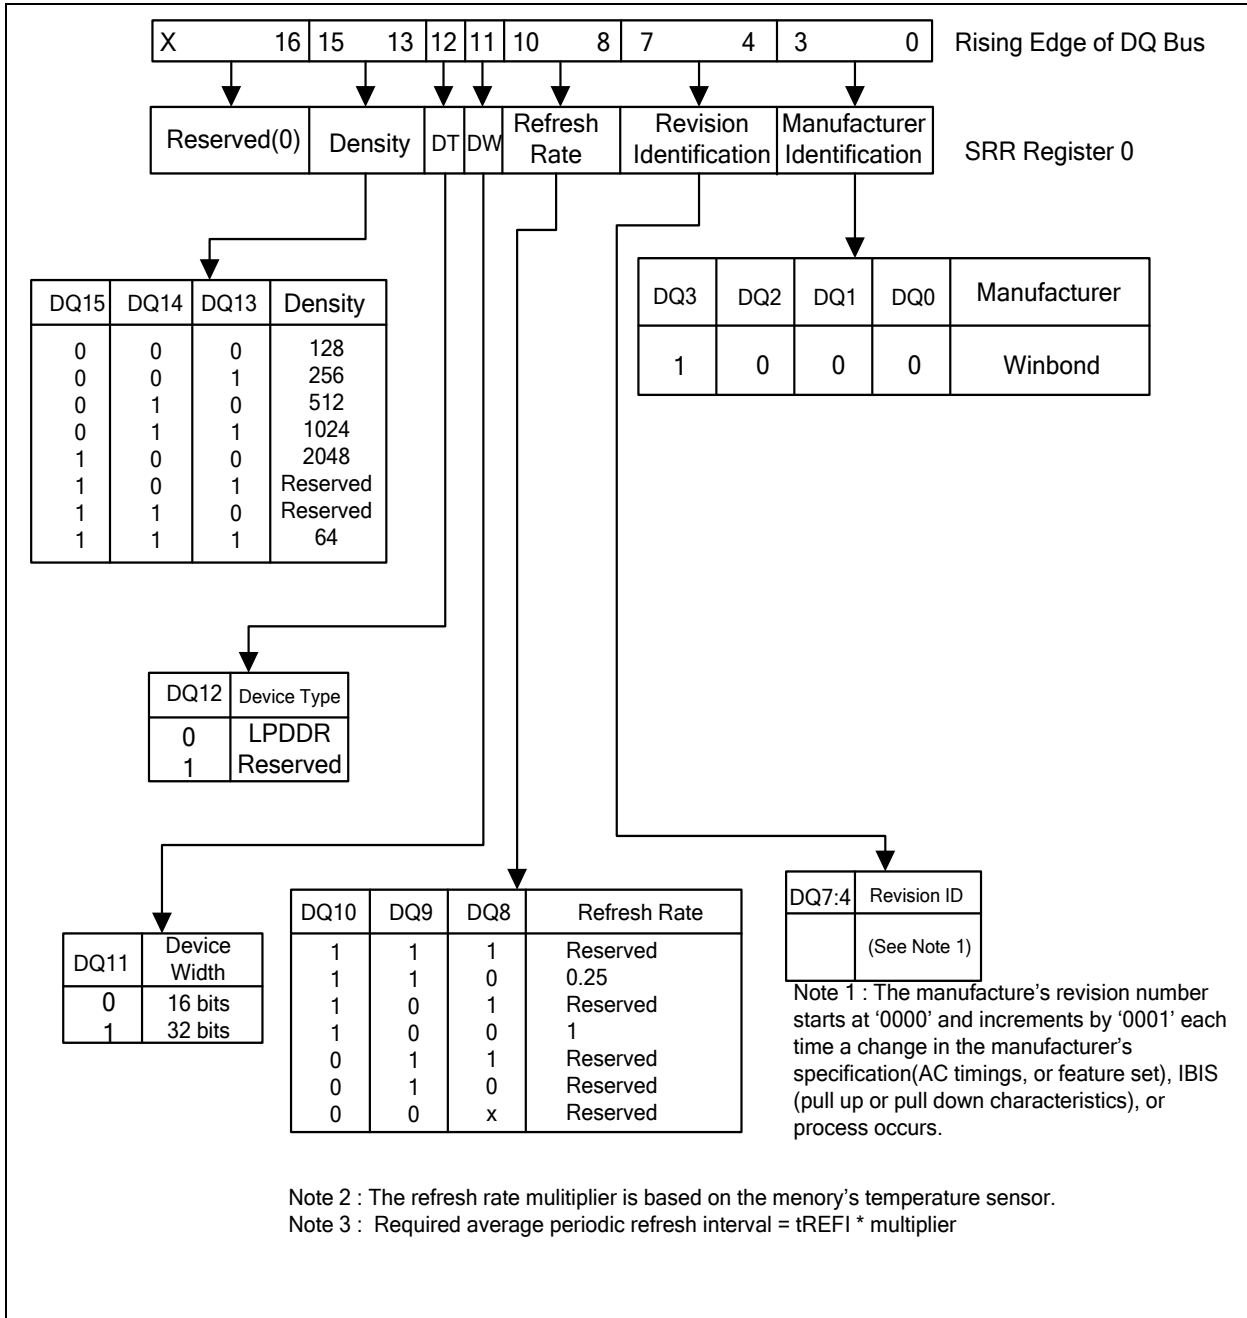 X 16 15 13 12 11 10 8 7 4 3 0 Rising Edge of DQ Bus
Reserved(0) Density DT DW Refresh Rate Revision Identification Manufacturer Identification SRR Register 0
DQ15 DQ14 DQ13 Density
0 0 0 128
0 0 1 256
0 1 0 512
0 1 1 1024
1 0 0 2048
1 0 1 Reserved
1 1 0 Reserved
1 1 1 64
DQ3 DQ2 DQ1 DQ0 Manufacturer
1 0 0 0 Winbond
DQ12 Device Type
0 LPDDR
1 Reserved
DQ11 Device Width
0 16 bits
1 32 bits
DQ10 DQ9 DQ8 Refresh Rate
1 1 1 Reserved
1 1 0 0.25
1 0 1 Reserved
1 0 0 1
0 1 1 Reserved
0 1 0 Reserved
0 0 x Reserved
DQ7:4 Revision ID
(See Note 1)
Note 1 : The manufacture's revision number
starts at '0000' and increments by '0001' each
time a change in the manufacturer's
specification(AC timings, or feature set), IBIS
(pull up or pull down characteristics), or
process occurs.
Note 2 : The refresh rate mulitiplier is based on the menory's temperature sensor.
Note 3 : Required average periodic refresh interval = tREFI * multiplier